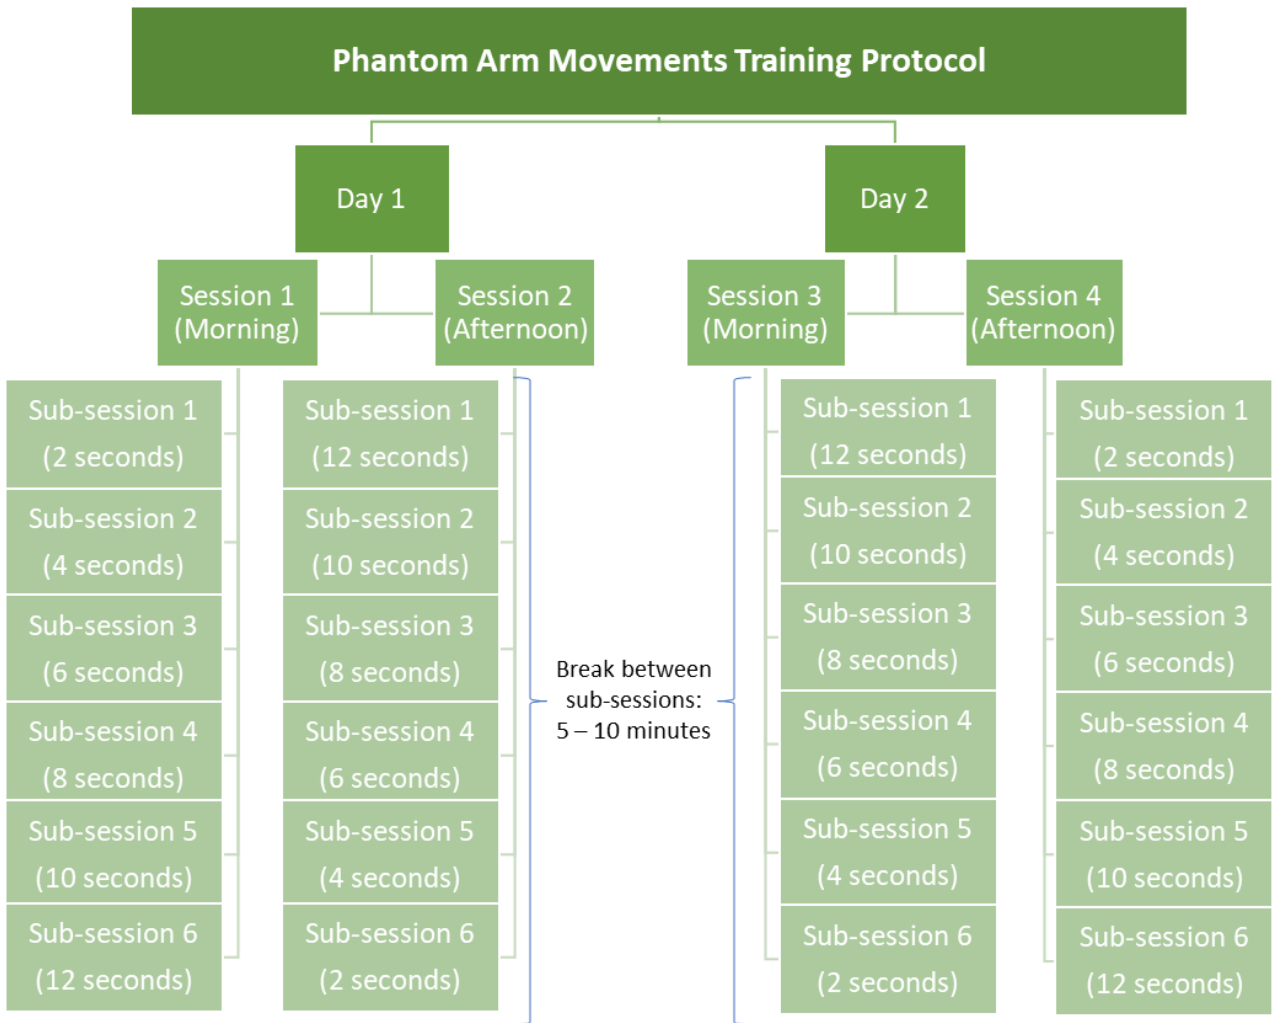 Phantom Arm Movements Training Protocol
Day 1
Day 2
Session 1
(Morning)
Session 2
(Afternoon)
Session 3
(Morning)
Session 4
(Afternoon)
Sub-session 1
(2 seconds)
Sub-session 2
(4 seconds)
Sub-session 3
(6 seconds)
Sub-session 4
(8 seconds)
Sub-session 5
(10 seconds)
Sub-session 6
(12 seconds)
Sub-session 1
(12 seconds)
Sub-session 2
(10 seconds)
Sub-session 3
(8 seconds)
Sub-session 4
(6 seconds)
Sub-session 5
(4 seconds)
Sub-session 6
(2 seconds)
Break between
sub-sessions:
5 – 10 minutes
Sub-session 1
(12 seconds)
Sub-session 2
(10 seconds)
Sub-session 3
(8 seconds)
Sub-session 4
(6 seconds)
Sub-session 5
(4 seconds)
Sub-session 6
(2 seconds)
Sub-session 1
(2 seconds)
Sub-session 2
(4 seconds)
Sub-session 3
(6 seconds)
Sub-session 4
(8 seconds)
Sub-session 5
(10 seconds)
Sub-session 6
(12 seconds)